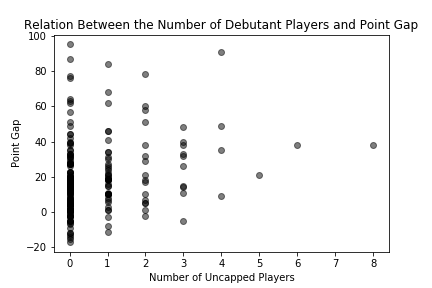 Relation Between the Number of Debutant Players and Point Gap
100
80
60
40
20
0
−20
Point Gap
0 1 2 3 4 5 6 7 8
Number of Uncapped Players